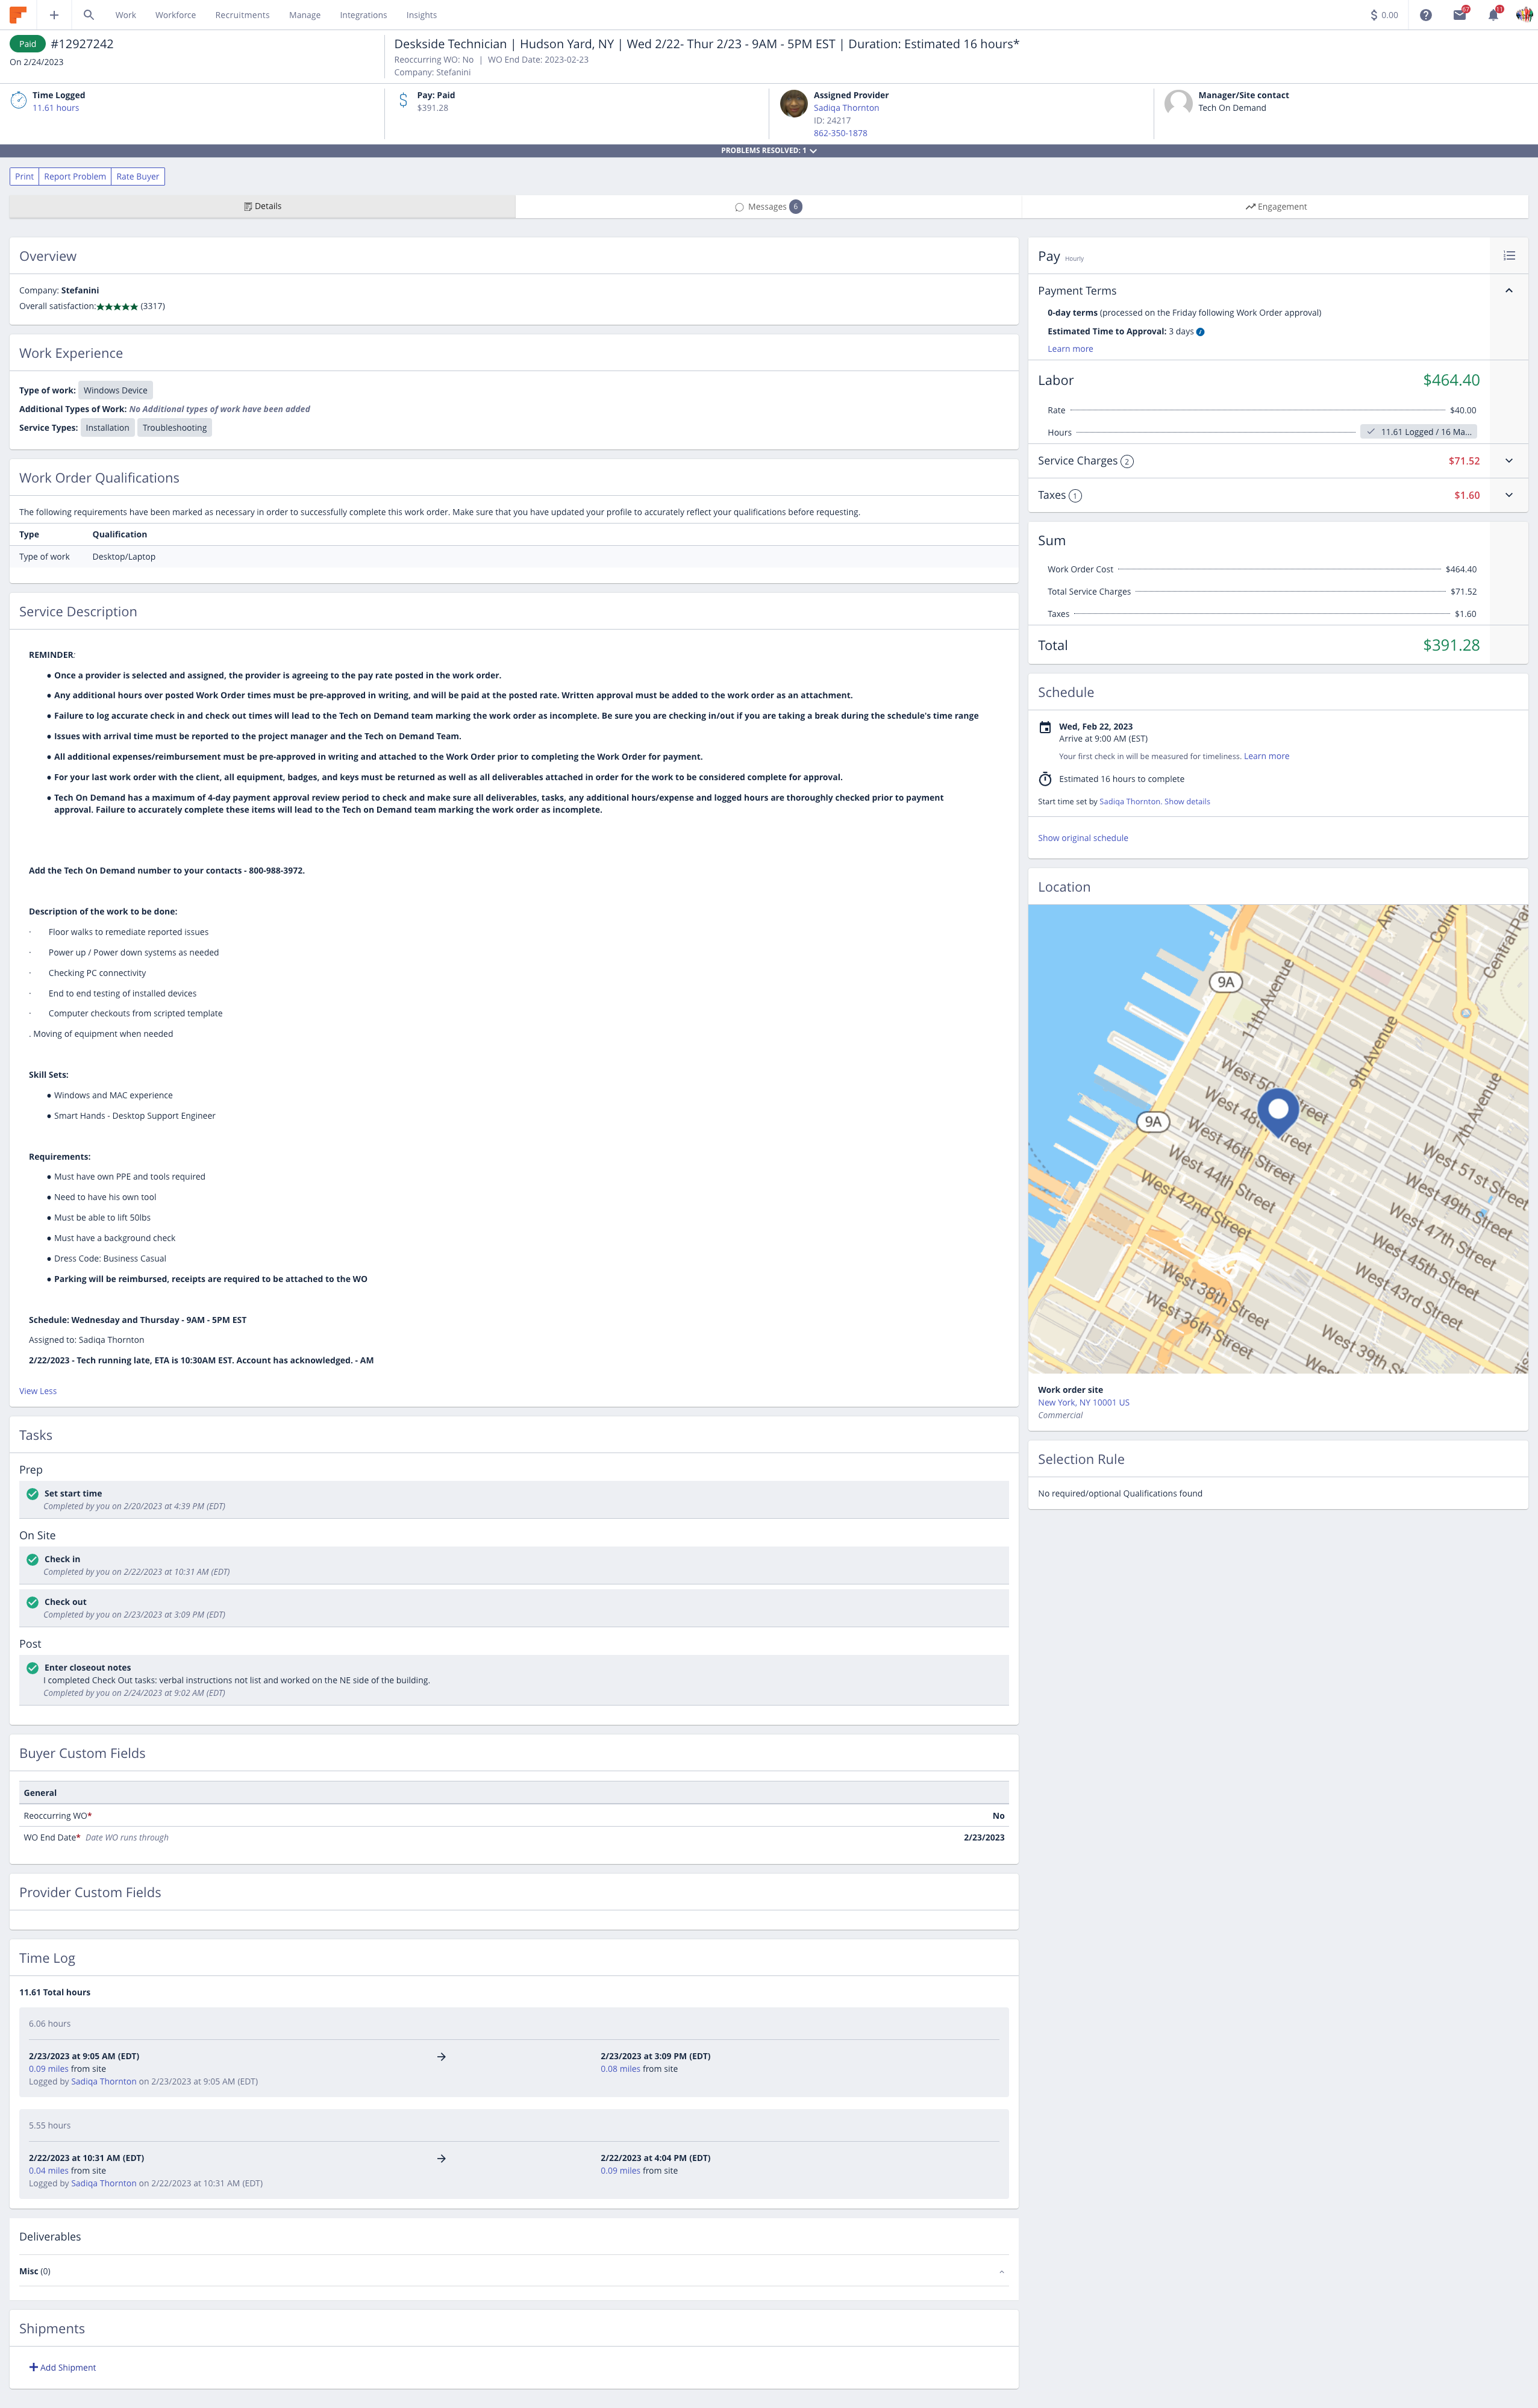 Work Workforce Recruitments Manage Integrations Insights $ 0.00 11
Paid #12927242
On 2/24/2023
Deskside Technician | Hudson Yard, NY | Wed 2/22- Thur 2/23 - 9AM - 5PM EST | Duration: Estimated 16 hours*
Reoccurring WO: No | WO End Date: 2023-02-23
Company: Stefanini
Time Logged
11.61 hours
Pay: Paid
$391.28
Assigned Provider
Sadiqa Thornton
ID: 24217
862-350-1878
Manager/Site contact
Tech On Demand
PROBLEMS RESOLVED: 1
Print Report Problem Rate Buyer
Details Messages 6 Engagement
Overview
Company: Stefanini
Overall satisfaction:★★★★★ (3317)
Work Experience
Type of work: Windows Device
Additional Types of Work: No Additional types of work have been added
Service Types: Installation Troubleshooting
Work Order Qualifications
The following requirements have been marked as necessary in order to successfully complete this work order. Make sure that you have updated your profile to accurately reflect your qualifications before requesting.
Type Qualification
Type of work Desktop/Laptop
Service Description
REMINDER:
• Once a provider is selected and assigned, the provider is agreeing to the pay rate posted in the work order.
• Any additional hours over posted Work Order times must be pre-approved in writing, and will be paid at the posted rate. Written approval must be added to the work order as an attachment.
• Failure to log accurate check in and check out times will lead to the Tech on Demand team marking the work order as incomplete. Be sure you are checking in/out if you are taking a break during the schedule's time range
• Issues with arrival time must be reported to the project manager and the Tech on Demand Team.
• All additional expenses/reimbursement must be pre-approved in writing and attached to the Work Order prior to completing the Work Order for payment.
• For your last work order with the client, all equipment, badges, and keys must be returned as well as all deliverables attached in order for the work to be considered complete for approval.
• Tech On Demand has a maximum of 4-day payment approval review period to check and make sure all deliverables, tasks, any additional hours/expense and logged hours are thoroughly checked prior to payment
approval. Failure to accurately complete these items will lead to the Tech on Demand team marking the work order as incomplete.
Add the Tech On Demand number to your contacts - 800-988-3972.
Description of the work to be done:
· Floor walks to remediate reported issues
· Power up / Power down systems as needed
· Checking PC connectivity
· End to end testing of installed devices
· Computer checkouts from scripted template
. Moving of equipment when needed
Skill Sets:
• Windows and MAC experience
• Smart Hands - Desktop Support Engineer
Requirements:
• Must have own PPE and tools required
• Need to have his own tool
• Must be able to lift 50lbs
• Must have a background check
• Dress Code: Business Casual
• Parking will be reimbursed, receipts are required to be attached to the WO
Schedule: Wednesday and Thursday - 9AM - 5PM EST
Assigned to: Sadiqa Thornton
2/22/2023 - Tech running late, ETA is 10:30AM EST. Account has acknowledged. - AM
View Less
Tasks
Prep
Set start time
Completed by you on 2/20/2023 at 4:39 PM (EDT)
On Site
Check in
Completed by you on 2/22/2023 at 10:31 AM (EDT)
Check out
Completed by you on 2/23/2023 at 3:09 PM (EDT)
Post
Enter closeout notes
I completed Check Out tasks: verbal instructions not list and worked on the NE side of the building.
Completed by you on 2/24/2023 at 9:02 AM (EDT)
Buyer Custom Fields
General
Reoccurring WO* No
WO End Date* Date WO runs through 2/23/2023
Provider Custom Fields
Time Log
11.61 Total hours
6.06 hours
2/23/2023 at 9:05 AM (EDT) → 2/23/2023 at 3:09 PM (EDT)
0.09 miles from site 0.08 miles from site
Logged by Sadiqa Thornton on 2/23/2023 at 9:05 AM (EDT)
5.55 hours
2/22/2023 at 10:31 AM (EDT) → 2/22/2023 at 4:04 PM (EDT)
0.04 miles from site 0.09 miles from site
Logged by Sadiqa Thornton on 2/22/2023 at 10:31 AM (EDT)
Deliverables
Misc (0)
Shipments
+ Add Shipment
Pay Hourly
Payment Terms
0-day terms (processed on the Friday following Work Order approval)
Estimated Time to Approval: 3 days
Learn more
Labor $464.40
Rate $40.00
Hours 11.61 Logged / 16 Ma...
Service Charges 2 $71.52
Taxes 1 $1.60
Sum
Work Order Cost $464.40
Total Service Charges $71.52
Taxes $1.60
Total $391.28
Schedule
Wed, Feb 22, 2023
Arrive at 9:00 AM (EST)
Your first check in will be measured for timeliness. Learn more
Estimated 16 hours to complete
Start time set by Sadiqa Thornton. Show details
Show original schedule
Location
Am
Colum
Central Par
9A
11th Avenue
9th Avenue
7th Avenue
West 50 Street
West 48th Street
9A
West 46th Street
West 44th Street
West 42nd Street
West 51st Street
West 49th Street
West 47th Street
West 45th Street
West 43rd Street
West 38th Street
West 36th Street
West 39th St
Work order site
New York, NY 10001 US
Commercial
Selection Rule
No required/optional Qualifications found